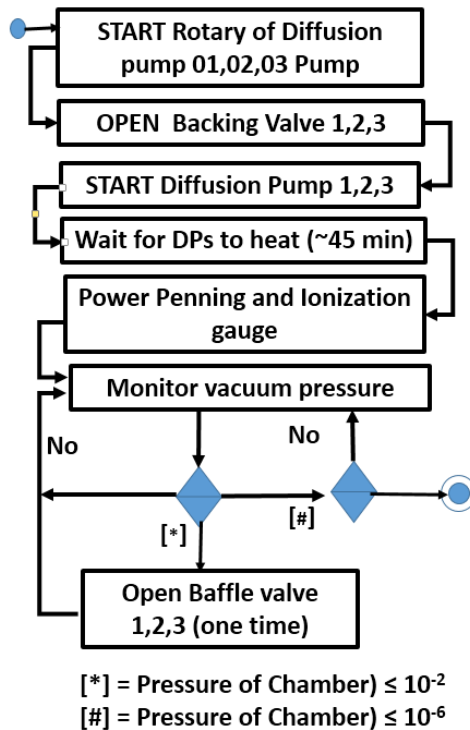 START Rotary of Diffusion
pump 01,02,03 Pump
OPEN Backing Valve 1,2,3
START Diffusion Pump 1,2,3
Wait for DPs to heat (~45 min)
Power Penning and Ionization
gauge
Monitor vacuum pressure
No
No
[*]
[#]
Open Baffle valve
1,2,3 (one time)
[*] = Pressure of Chamber) ≤ 10⁻²
[#] = Pressure of Chamber) ≤ 10⁻⁶